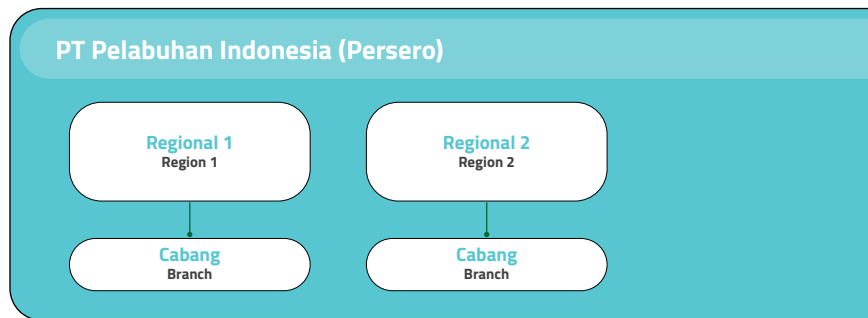 PT Pelabuhan Indonesia (Persero)
Regional 1
Region 1
Regional 2
Region 2
Cabang
Branch
Cabang
Branch